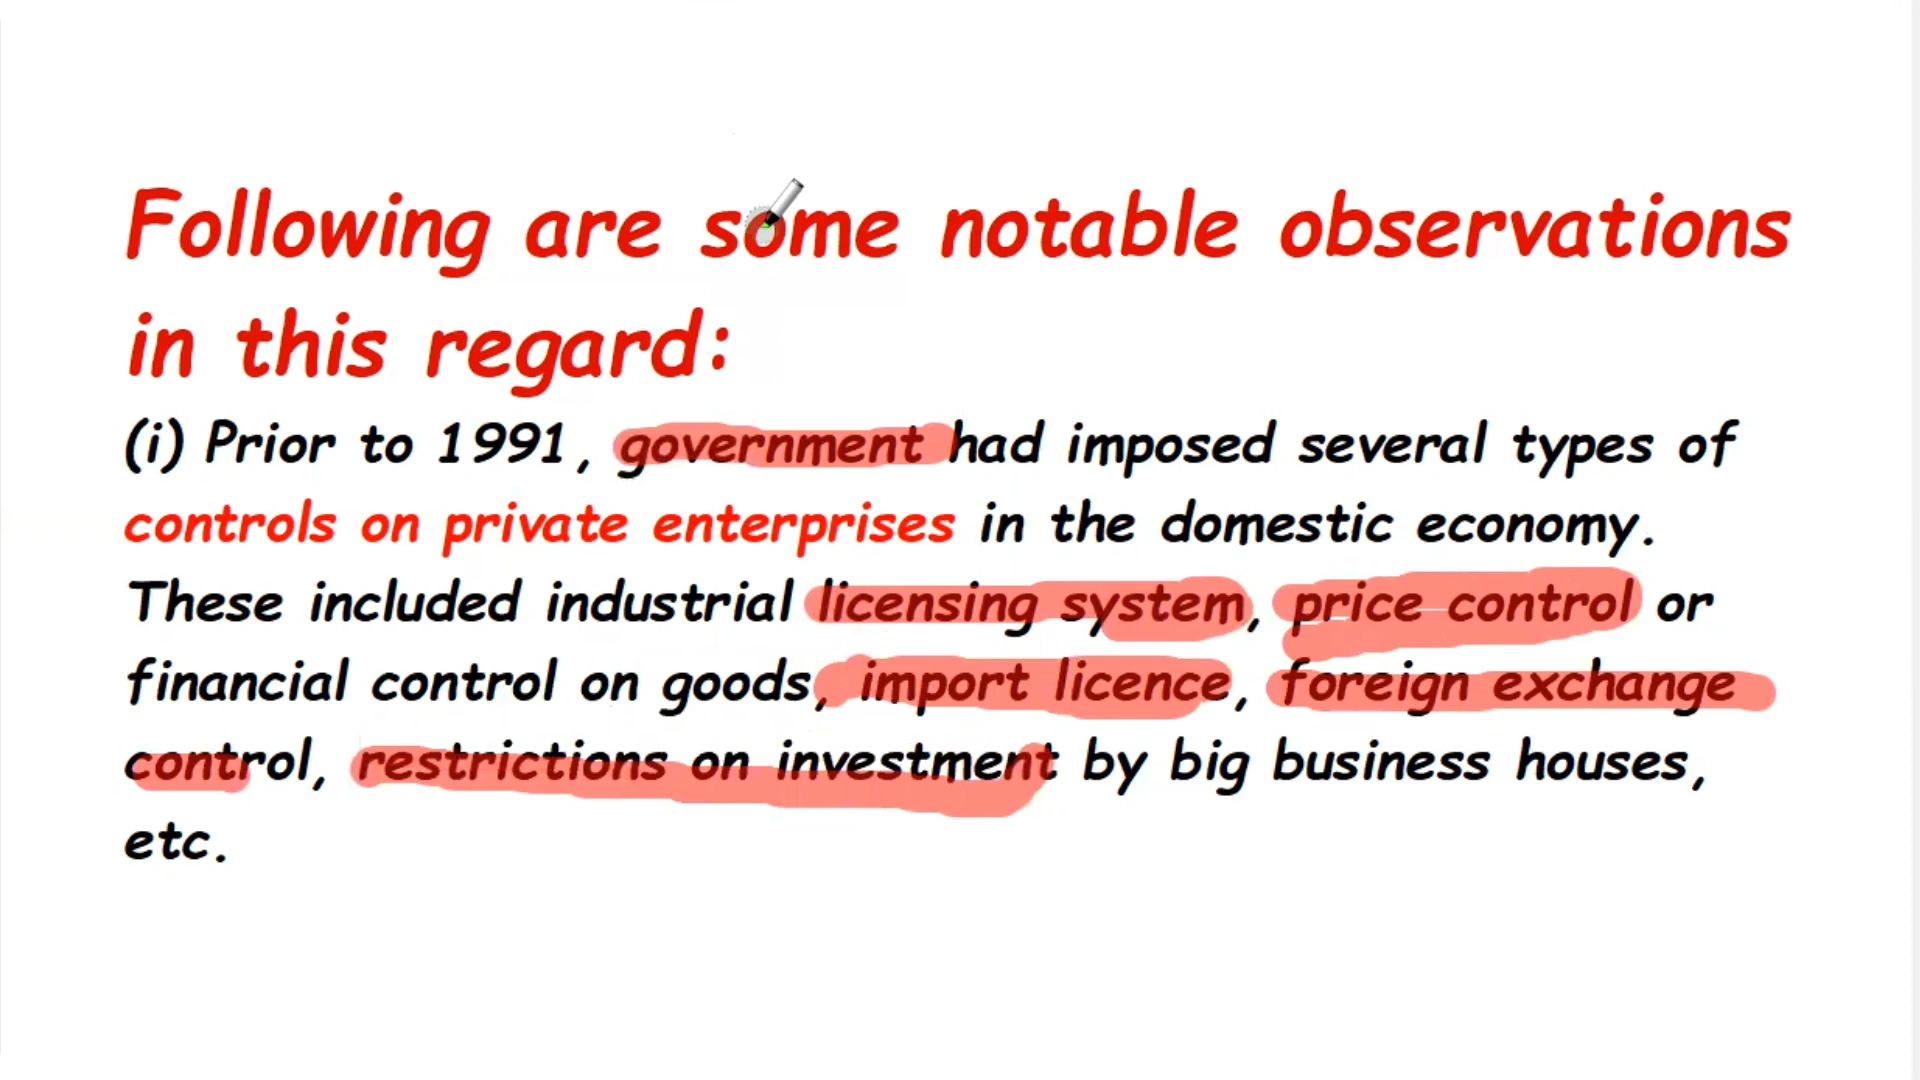 Following are some notable observations
in this regard:
(i) Prior to 1991, government had imposed several types of
controls on private enterprises in the domestic economy.
These included industrial licensing system, price control or
financial control on goods, import licence, foreign exchange
control, restrictions on investment by big business houses,
etc.